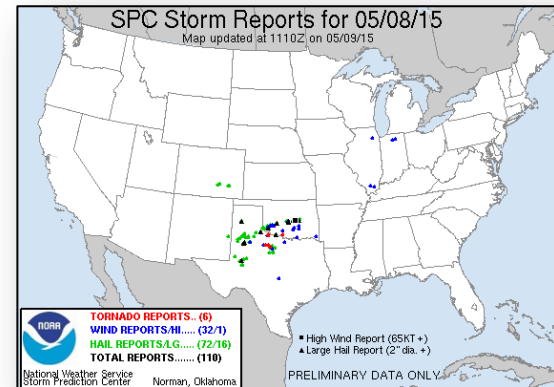 SPC Storm Reports for 05/08/15
Map updated at 1110Z on 05/09/15
NOAA
TORNADO REPORTS.. (6)
WIND REPORTS/HI..... (32/1)
HAIL REPORTS/LG..... (72/16)
TOTAL REPORTS....... (110)
National Weather Service
Storm Prediction Center Norman, Oklahoma
High Wind Report (65KT +)
Large Hail Report (2" dia. +)
PRELIMINARY DATA ONLY